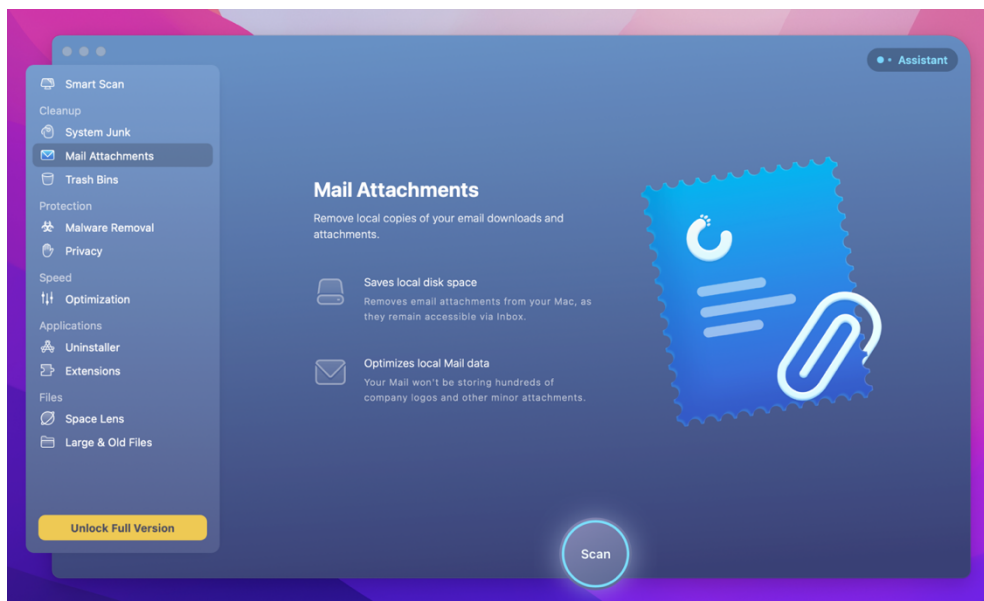 Assistant
Smart Scan
Cleanup
System Junk
Mail Attachments
Trash Bins
Protection
Malware Removal
Privacy
Speed
Optimization
Applications
Uninstaller
Extensions
Files
Space Lens
Large & Old Files
Unlock Full Version
Mail Attachments
Remove local copies of your email downloads and
attachments.
Saves local disk space
Removes email attachments from your Mac, as
they remain accessible via Inbox.
Optimizes local Mail data
Your Mail won't be storing hundreds of
company logos and other minor attachments.
Scan